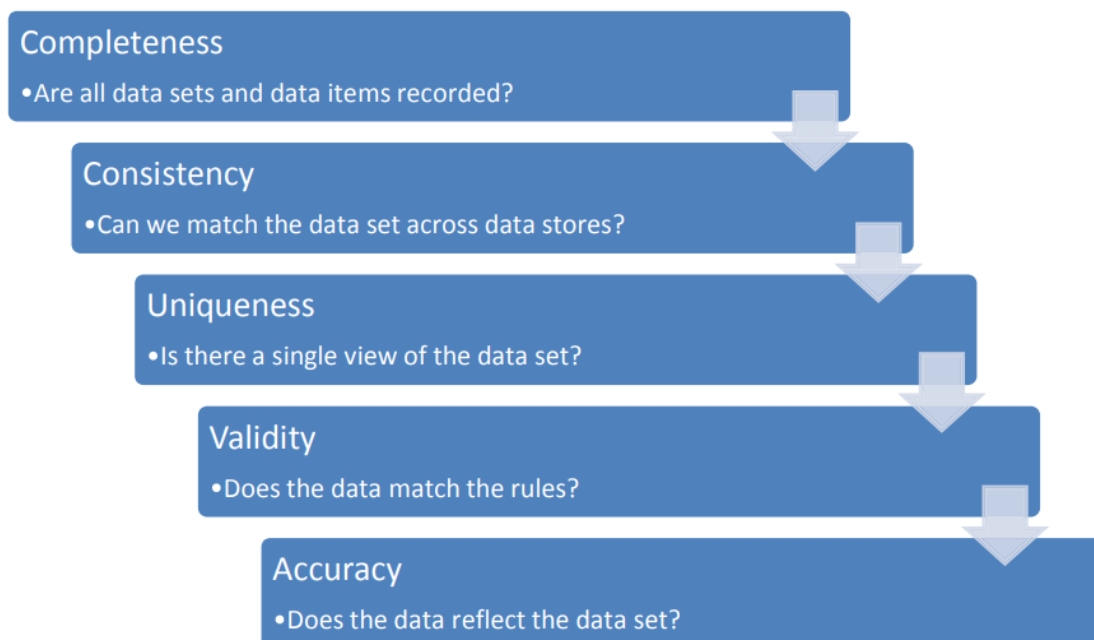 Completeness
•Are all data sets and data items recorded?
Consistency
•Can we match the data set across data stores?
Uniqueness
•Is there a single view of the data set?
Validity
•Does the data match the rules?
Accuracy
•Does the data reflect the data set?